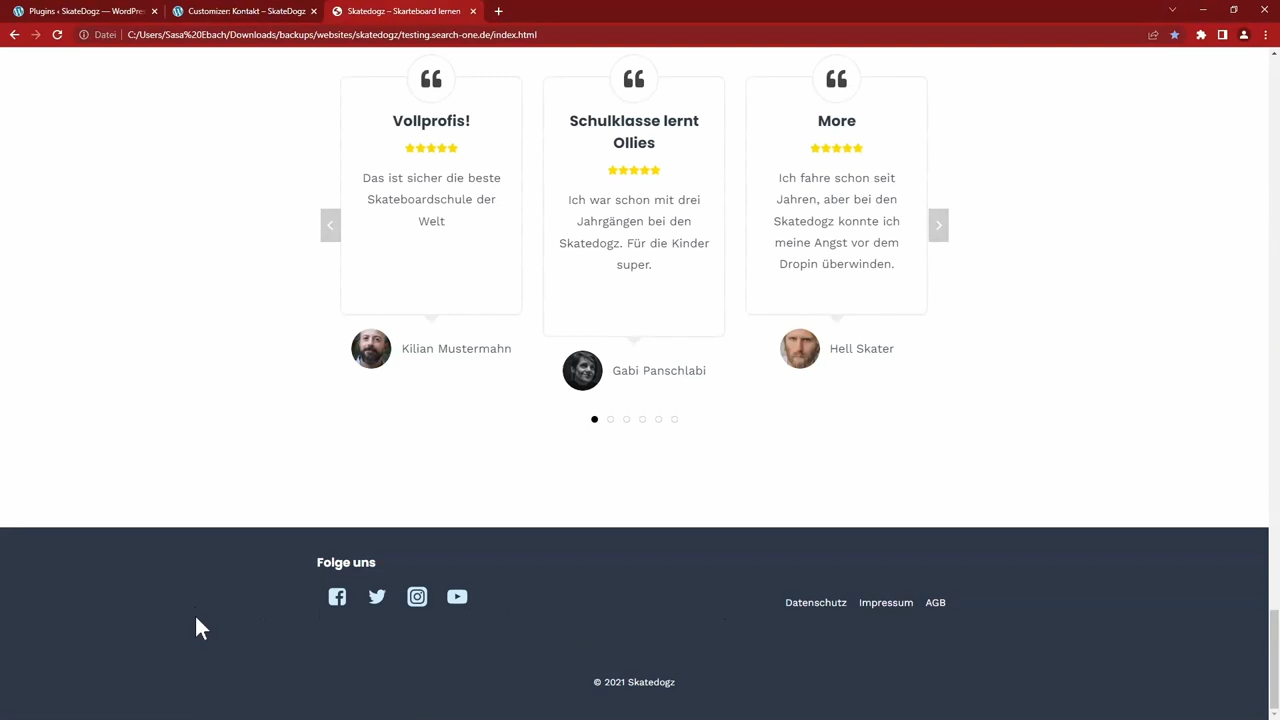 Plugins ‹ SkateDogz — WordPre
Customizer: Kontakt – SkateDogz
Skatedogz – Skarteboard lernen
Datei
C:/Users/Sasa%20Ebach/Downloads/backups/websites/skatedogz/testing.search-one.de/index.html
Vollprofis!
Das ist sicher die beste
Skateboardschule der
Welt
Kilian Mustermahn
Schulklasse lernt
Ollies
Ich war schon mit drei
Jahrgängen bei den
Skatedogz. Für die Kinder
super.
Gabi Panschlabi
More
Ich fahre schon seit
Jahren, aber bei den
Skatedogz konnte ich
meine Angst vor dem
Dropin überwinden.
Hell Skater
Folge uns
Datenschutz Impressum AGB
© 2021 Skatedogz